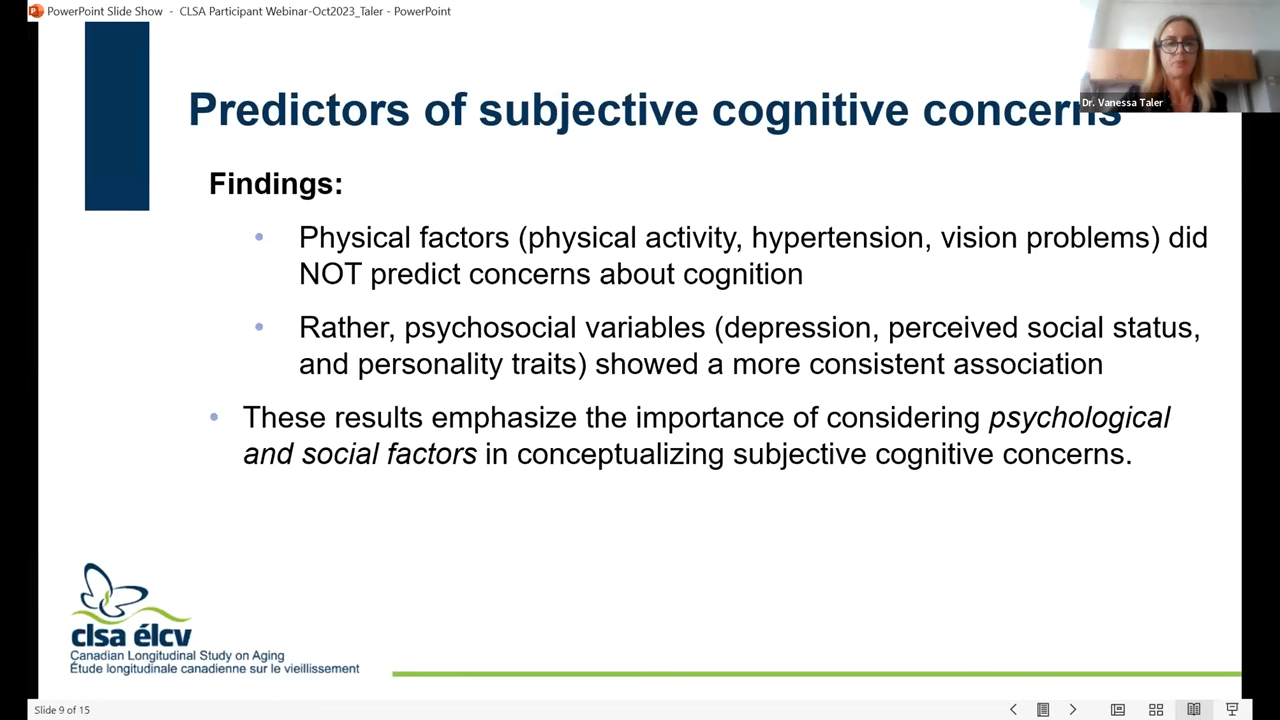 PowerPoint Slide Show - CLSA Participant Webinar-Oct2023_Taler - PowerPoint
Dr. Vanessa Taler
Predictors of subjective cognitive concerns
Findings:
• Physical factors (physical activity, hypertension, vision problems) did
NOT predict concerns about cognition
• Rather, psychosocial variables (depression, perceived social status,
and personality traits) showed a more consistent association
• These results emphasize the importance of considering psychological
and social factors in conceptualizing subjective cognitive concerns.
clsa élcv
Canadian Longitudinal Study on Aging
Étude longitudinale canadienne sur le vieillissement
Slide 9 of 15